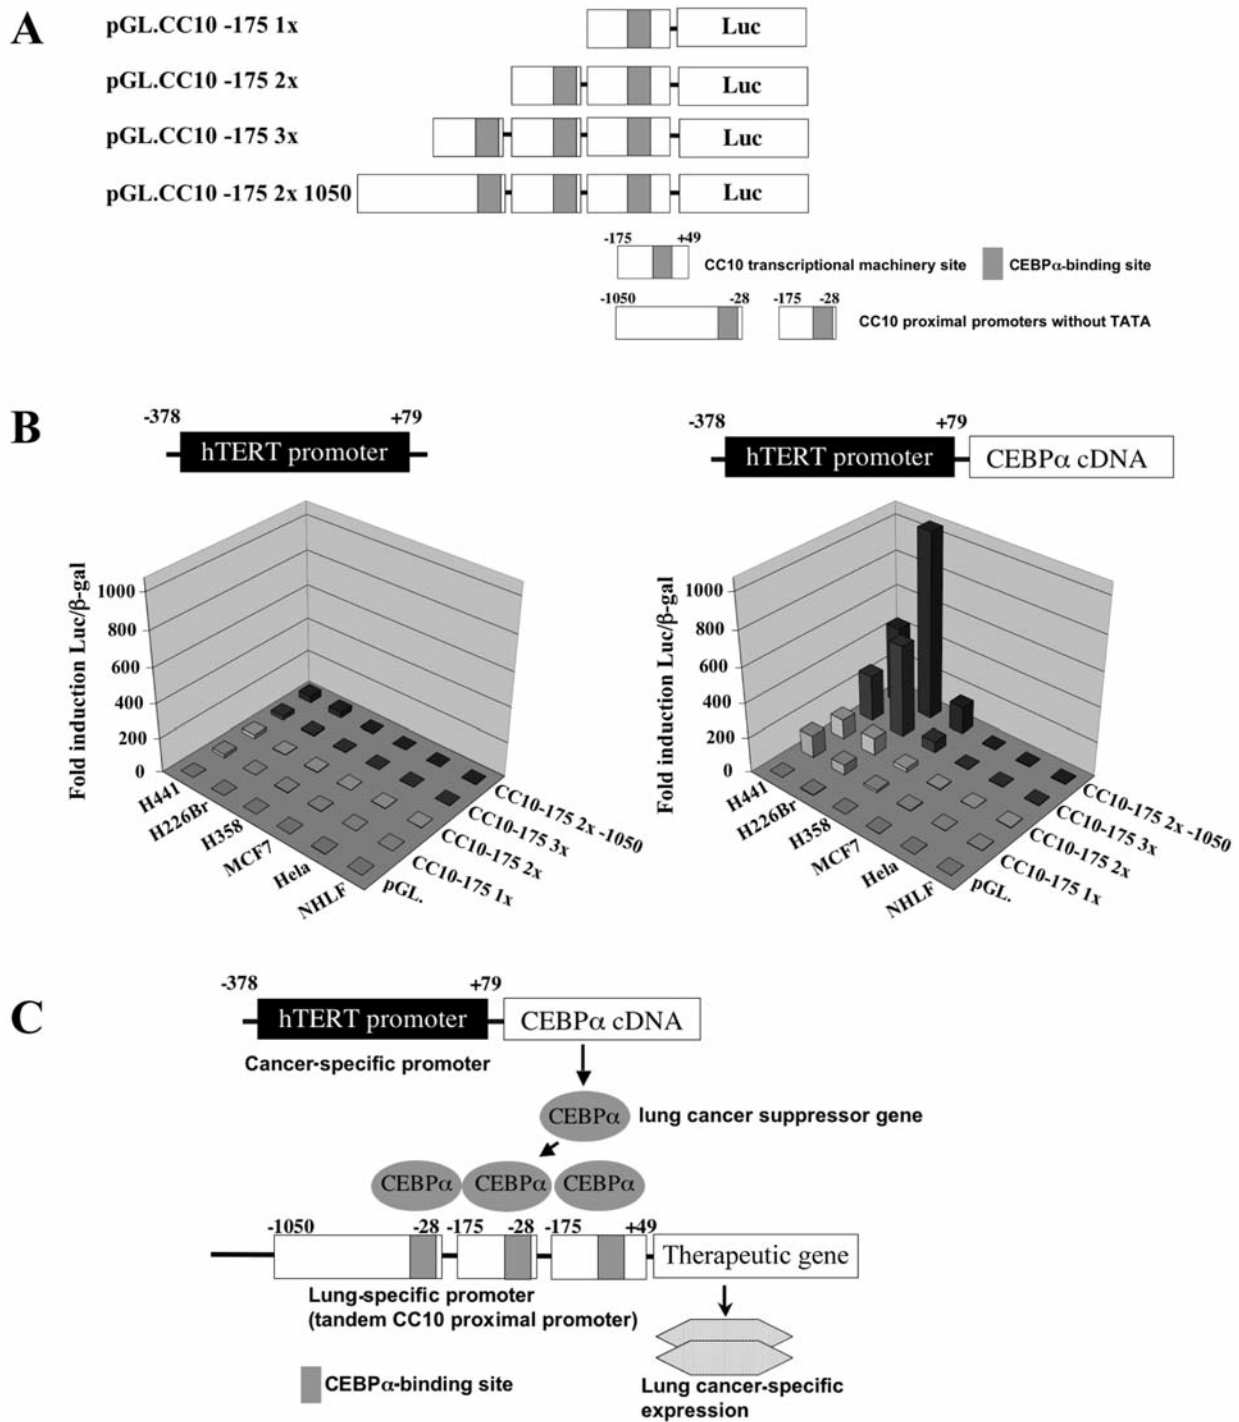 A
pGL.CC10 -175 1x
Luc
pGL.CC10 -175 2x
Luc
pGL.CC10 -175 3x
Luc
pGL.CC10 -175 2x 1050
Luc
-175 +49
CC10 transcriptional machinery site
CEBPα-binding site
-1050 -28 -175 -28
CC10 proximal promoters without TATA
B
-378 +79
hTERT promoter
Fold induction Luc/β-gal
1000
800
600
400
200
0
H441
H226Br
H358
MCF7
Hela
NHLF
CC10-175 2x -1050
CC10-175 3x
CC10-175 2x
CC10-175 1x
pGL.
-378 +79
hTERT promoter
CEBPα cDNA
Fold induction Luc/β-gal
1000
800
600
400
200
0
H441
H226Br
H358
MCF7
Hela
NHLF
CC10-175 2x -1050
CC10-175 3x
CC10-175 2x
CC10-175 1x
pGL.
C
-378 +79
hTERT promoter
CEBPα cDNA
Cancer-specific promoter
CEBPα
lung cancer suppressor gene
CEBPα CEBPα CEBPα
-1050 -28 -175 -28 -175 +49
Therapeutic gene
Lung-specific promoter
(tandem CC10 proximal promoter)
CEBPα-binding site
Lung cancer-specific
expression